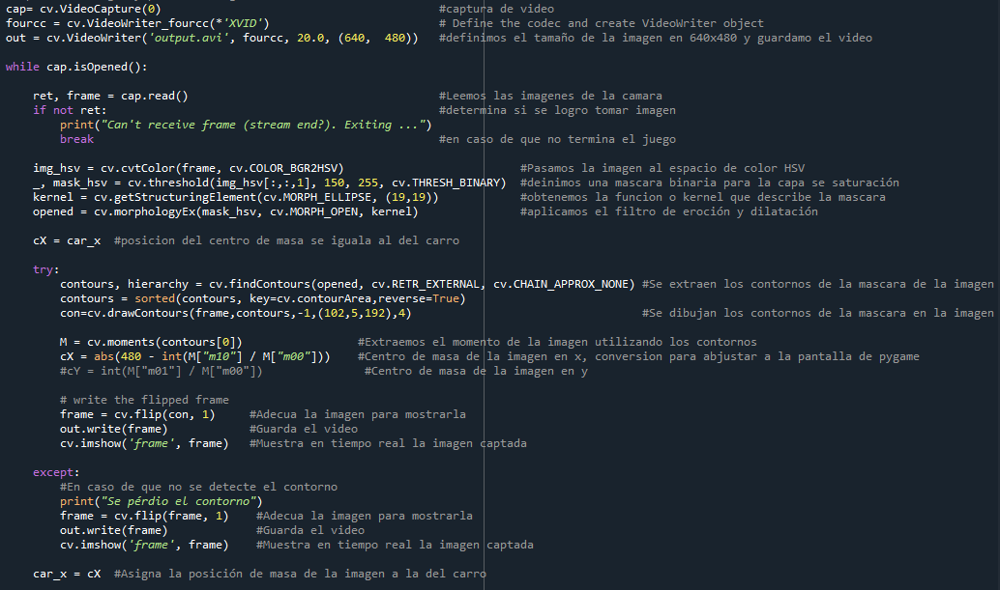 cap= cv.VideoCapture(0) #captura de video
fourcc = cv.VideoWriter_fourcc(*'XVID') # Define the codec and create VideoWriter object
out = cv.VideoWriter('output.avi', fourcc, 20.0, (640,  480)) #definimos el tamaño de la imagen en 640x480 y guardamo el video
while cap.isOpened():
ret, frame = cap.read() #Leemos las imagenes de la camara
if not ret: #determina si se logro tomar imagen
print("Can't receive frame (stream end?). Exiting ...")
break #en caso de que no termina el juego
img_hsv = cv.cvtColor(frame, cv.COLOR_BGR2HSV) #Pasamos la imagen al espacio de color HSV
_, mask_hsv = cv.threshold(img_hsv[:,:,1], 150, 255, cv.THRESH_BINARY) #deinimos una mascara binaria para la capa se saturación
kernel = cv.getStructuringElement(cv.MORPH_ELLIPSE, (19,19)) #obtenemos la funcion o kernel que describe la mascara
opened = cv.morphologyEx(mask_hsv, cv.MORPH_OPEN, kernel) #aplicamos el filtro de eroción y dilatación
cX = car_x #posicion del centro de masa se iguala al del carro
try:
contours, hierarchy = cv.findContours(opened, cv.RETR_EXTERNAL, cv.CHAIN_APPROX_NONE) #Se extraen los contornos de la mascara de la imagen
contours = sorted(contours, key=cv.contourArea,reverse=True)
con=cv.drawContours(frame,contours,-1,(102,5,192),4) #Se dibujan los contornos de la mascara en la imagen
M = cv.moments(contours[0]) #Extraemos el momento de la imagen utilizando los contornos
cX = abs(480 - int(M["m10"] / M["m00"])) #Centro de masa de la imagen en x, conversion para abjustar a la pantalla de pygame
#cY = int(M["m01"] / M["m00"]) #Centro de masa de la imagen en y
# write the flipped frame
frame = cv.flip(con, 1) #Adecua la imagen para mostrarla
out.write(frame) #Guarda el video
cv.imshow('frame', frame) #Muestra en tiempo real la imagen captada
except:
#En caso de que no se detecte el contorno
print("Se pérdio el contorno")
frame = cv.flip(frame, 1) #Adecua la imagen para mostrarla
out.write(frame) #Guarda el video
cv.imshow('frame', frame) #Muestra en tiempo real la imagen captada
car_x = cX #Asigna la posición de masa de la imagen a la del carro